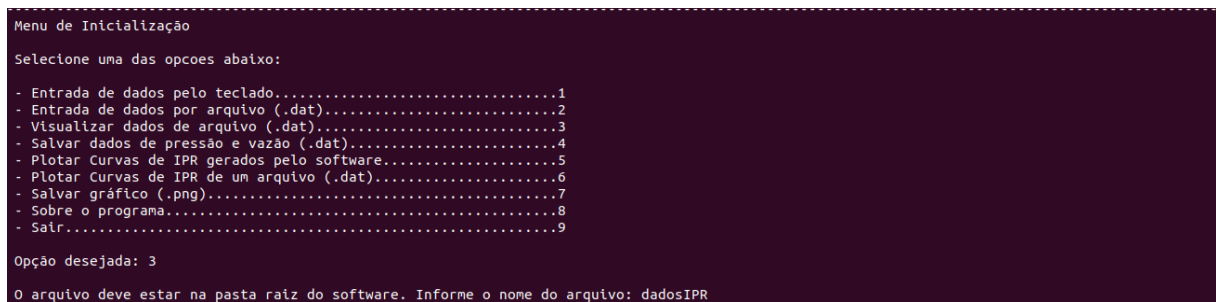 Menu de Inicialização
Selecione uma das opcoes abaixo:
- Entrada de dados pelo teclado..................................1
- Entrada de dados por arquivo (.dat)............................2
- Visualizar dados de arquivo (.dat).............................3
- Salvar dados de pressão e vazão (.dat).........................4
- Plotar Curvas de IPR gerados pelo software.....................5
- Plotar Curvas de IPR de um arquivo (.dat)......................6
- Salvar gráfico (.png)..........................................7
- Sobre o programa...............................................8
- Sair...........................................................9
Opção desejada: 3
O arquivo deve estar na pasta raiz do software. Informe o nome do arquivo: dadosIPR